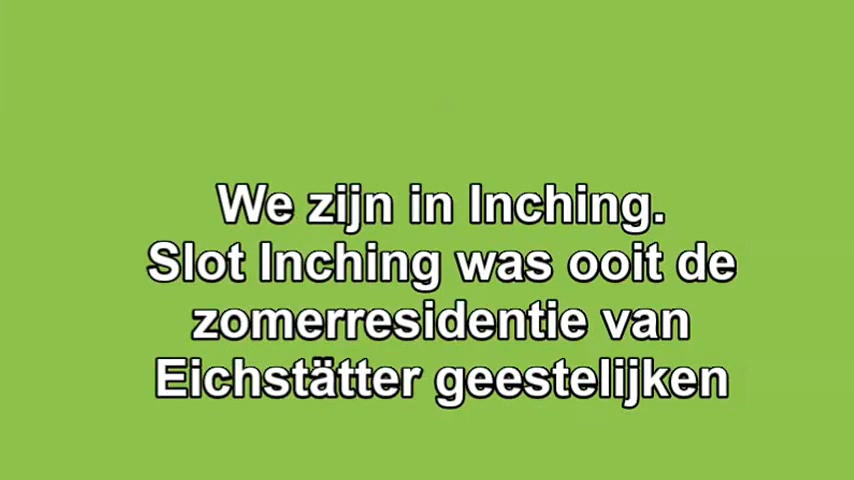 We zijn in Inching.
Slot Inching was ooit de
zomerresidentie van
Eichstätter geestelijken